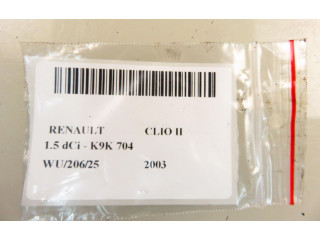 RENAULT CLIO II
1.5 dCi - K9K 704
WU/206/25 2003